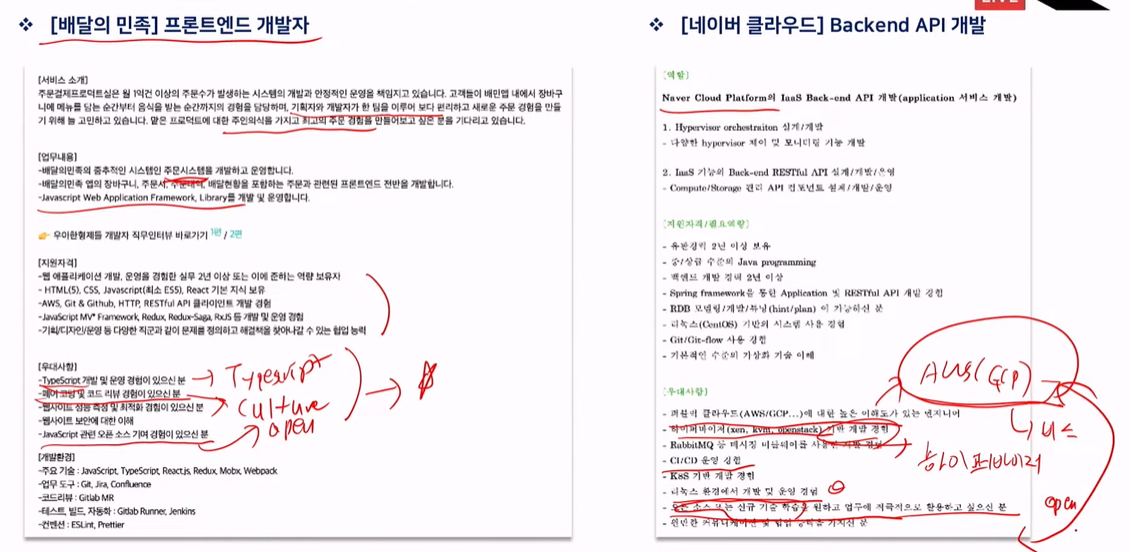 LIVE
❖ [배달의 민족] 프론트엔드 개발자
[서비스 소개]
주문결제프로덕트실은 월 1억건 이상의 주문수가 발생하는 시스템의 개발과 안정적인 운영을 책임지고 있습니다. 고객들이 배민앱 내에서 장바구
니에 메뉴를 담는 순간부터 음식을 받는 순간까지의 경험을 담당하며, 기획자와 개발자가 한 팀을 이루어 보다 편리하고 새로운 주문 경험을 만들
기 위해 늘 고민하고 있습니다. 맡은 프로덕트에 대한 주인의식을 가지고 최고의 주문 경험을 만들어보고 싶은 분을 기다리고 있습니다.
[업무내용]
-배달의민족의 중추적인 시스템인 주문시스템을 개발하고 운영합니다.
-배달의민족 앱의 장바구니, 주문서, 주문내역, 배달현황을 포함하는 주문과 관련된 프론트엔드 전반을 개발합니다.
-Javascript Web Application Framework, Library를 개발 및 운영합니다.
👉 우아한형제들 개발자 직무인터뷰 바로가기 1편 / 2편
[지원자격]
-웹 애플리케이션 개발, 운영을 경험한 실무 2년 이상 또는 이에 준하는 역량 보유자
- HTML(5), CSS, Javascript(최소 ES5), React 기본 지식 보유
-AWS, Git & Github, HTTP, RESTful API 클라이언트 개발 경험
-JavaScript MV* Framework, Redux, Redux-Saga, RxJS 등 개발 및 운영 경험
-기획/디자인/운영 등 다양한 직군과 같이 문제를 정의하고 해결책을 찾아나갈 수 있는 협업 능력
[우대사항]
-TypeScript 개발 및 운영 경험이 있으신 분
-페어 코딩 및 코드 리뷰 경험이 있으신 분
-웹사이트 성능 측정 및 최적화 경험이 있으신 분
-웹사이트 보안에 대한 이해
-JavaScript 관련 오픈 소스 기여 경험이 있으신 분
Typescript
culture
open
[개발환경]
-주요 기술 : JavaScript, TypeScript, React.js, Redux, Mobx, Webpack
-업무 도구 : Git, Jira, Confluence
-코드리뷰 : Gitlab MR
-테스트, 빌드, 자동화 : Gitlab Runner, Jenkins
-컨벤션 : ESLint, Prettier
❖ [네이버 클라우드] Backend API 개발
[역할]
Naver Cloud Platform의 IaaS Back-end API 개발(application 서비스 개발)
1. Hypervisor orchestraiton 설계/개발
- 다양한 hypervisor 제어 및 모니터링 기능 개발
2. IaaS 기능의 Back-end RESTful API 설계/개발/운영
- Compute/Storage 관리 API 컴포넌트 설계/개발/운영
[지원자격/필요역량]
- 유관경력 2년 이상 보유
- 중/상급 수준의 Java programming
- 백엔드 개발 경력 2년 이상
- Spring framework을 통한 Application 및 RESTful API 개발 경험
- RDB 모델링/개발/튜닝(hint/plan) 이 가능하신 분
- 리눅스(CentOS) 기반의 시스템 사용 경험
- Git/Git-flow 사용 경험
- 기본적인 수준의 가상화 기술 이해
[우대사항]
- 퍼블릭 클라우드(AWS/GCP...)에 대한 높은 이해도가 있는 엔지니어
- 하이퍼바이저(xen, kvm, openstack) 기반 개발 경험
- RabbitMQ 등 메시징 미들웨어를 사용한 개발 경험
- CI/CD 운영 경험
- K8S 기반 개발 경험
- 리눅스 환경에서 개발 및 운영 경험
- 오픈 소스 또는 신규 기술 학습을 원하고 업무에 적극적으로 활용하고 싶으신 분
- 원만한 커뮤니케이션 및 협업 능력을 가지신 분
AWS(GCP)
open